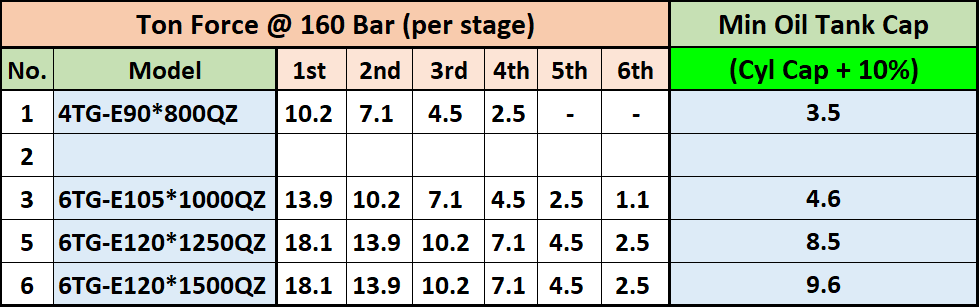 Ton Force @ 160 Bar (per stage) Min Oil Tank Cap
No. Model 1st 2nd 3rd 4th 5th 6th (Cyl Cap + 10%)
1 4TG-E90*800QZ 10.2 7.1 4.5 2.5 - - 3.5
2
3 6TG-E105*1000QZ 13.9 10.2 7.1 4.5 2.5 1.1 4.6
5 6TG-E120*1250QZ 18.1 13.9 10.2 7.1 4.5 2.5 8.5
6 6TG-E120*1500QZ 18.1 13.9 10.2 7.1 4.5 2.5 9.6